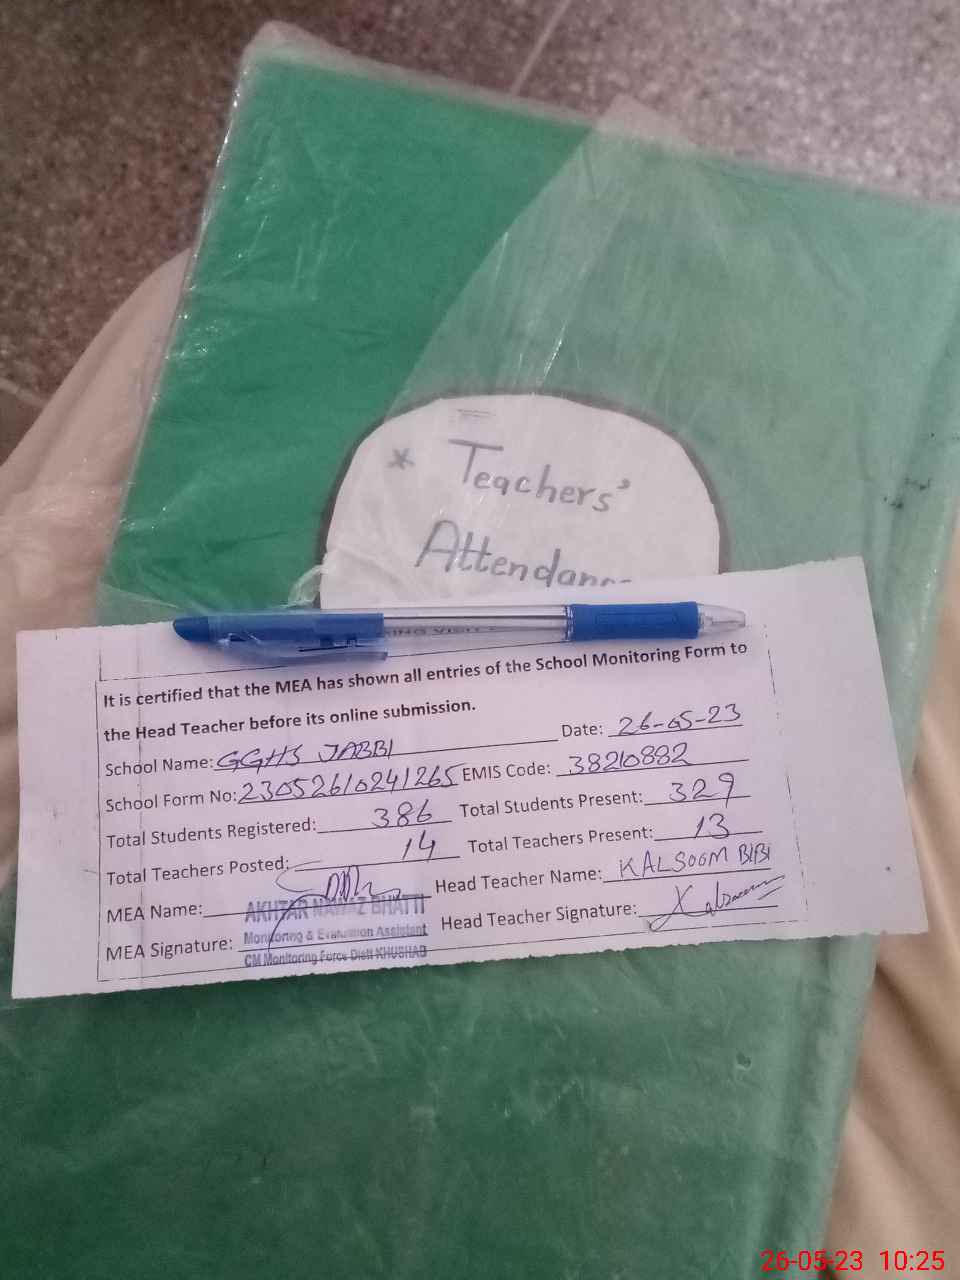 * Teachers'
Attendanc
It is certified that the MEA has shown all entries of the School Monitoring Form to
the Head Teacher before its online submission.
School Name: GGHS JABBI Date: 26-05-23
School Form No: 23052610241265 EMIS Code: 38210882
Total Students Registered: 386 Total Students Present: 329
Total Teachers Posted: 14 Total Teachers Present: 13
MEA Name: Head Teacher Name: KALSOOM BIBI
AKHTAR NAWAZ BHATTI
MEA Signature: Head Teacher Signature:
Monitoring & Evaluation Assistant
CM Monitoring Force Distt KHUSHAB
26-05-23 10:25